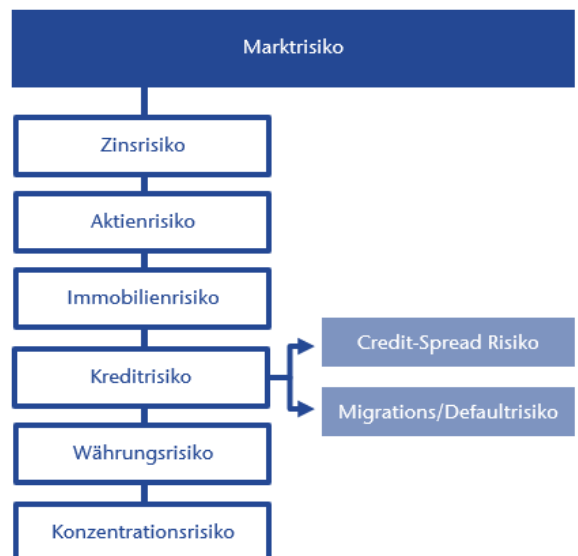 Marktrisiko
Zinsrisiko
Aktienrisiko
Immobilienrisiko
Kreditrisiko
Credit-Spread Risiko
Migrations/Defaultrisiko
Währungsrisiko
Konzentrationsrisiko